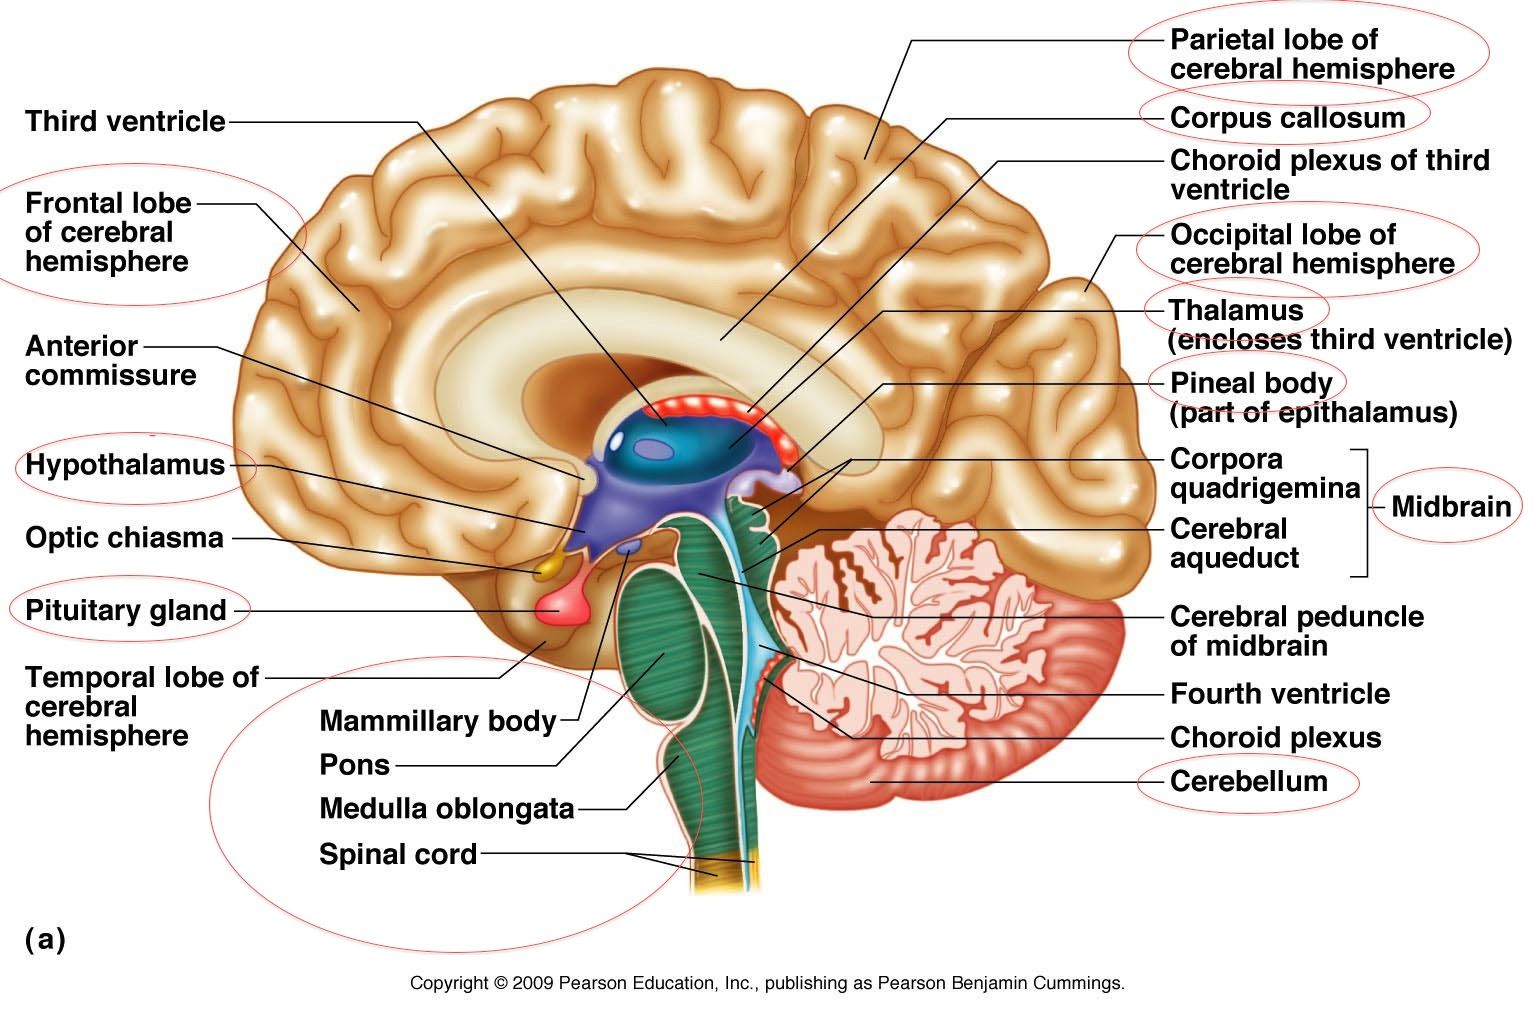 Third ventricle
Frontal lobe
of cerebral
hemisphere
Anterior
commissure
Hypothalamus
Optic chiasma
Pituitary gland
Temporal lobe of
cerebral
hemisphere
Mammillary body
Pons
Medulla oblongata
Spinal cord
Parietal lobe of
cerebral hemisphere
Corpus callosum
Choroid plexus of third
ventricle
Occipital lobe of
cerebral hemisphere
Thalamus
(encloses third ventricle)
Pineal body
(part of epithalamus)
Corpora
quadrigemina
Midbrain
Cerebral
aqueduct
Cerebral peduncle
of midbrain
Fourth ventricle
Choroid plexus
Cerebellum
(a)
Copyright © 2009 Pearson Education, Inc., publishing as Pearson Benjamin Cummings.